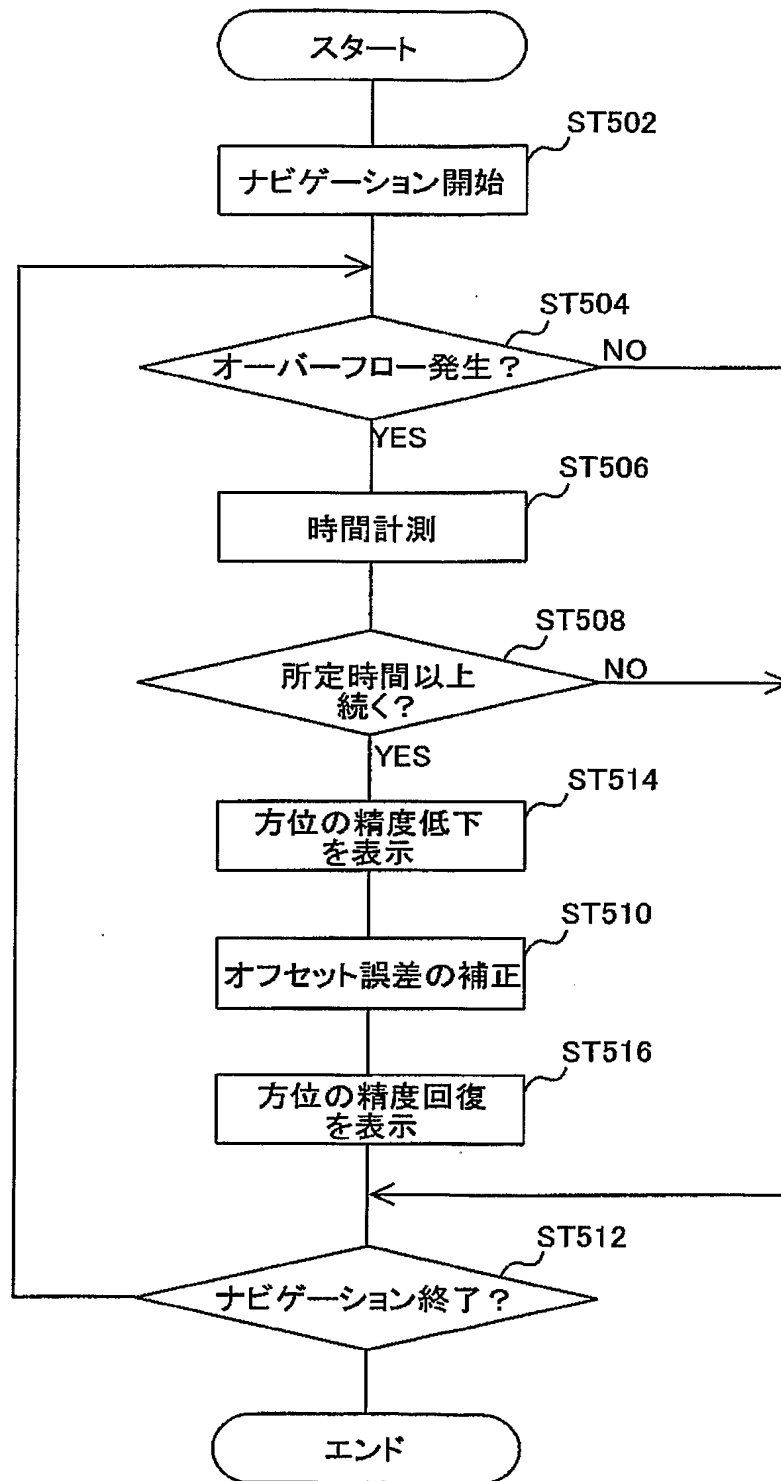 スタート
ST502
ナビゲーション開始
ST504
オーバーフロー発生？
NO
YES
ST506
時間計測
ST508
所定時間以上
続く？
NO
YES
ST514
方位の精度低下
を表示
ST510
オフセット誤差の補正
ST516
方位の精度回復
を表示
ST512
ナビゲーション終了？
エンド